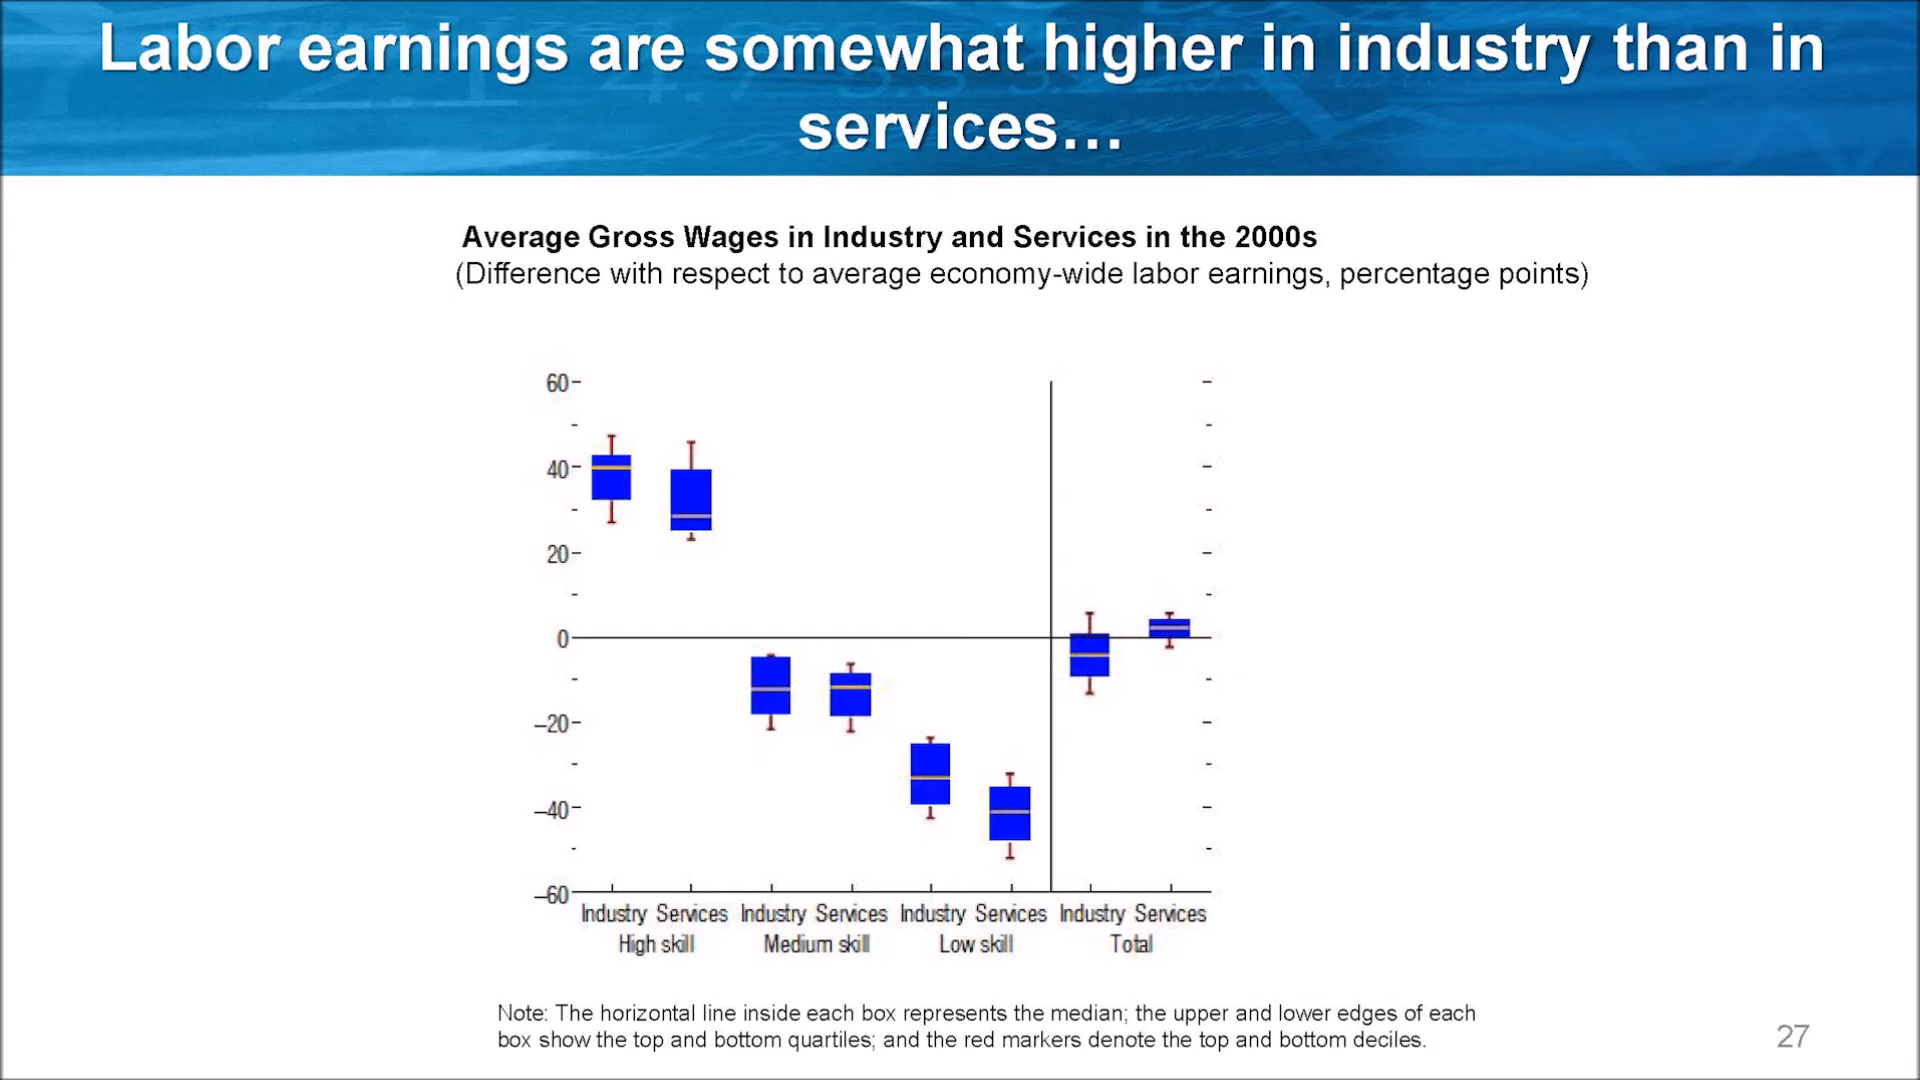 Labor earnings are somewhat higher in industry than in
services…
Average Gross Wages in Industry and Services in the 2000s
(Difference with respect to average economy-wide labor earnings, percentage points)
60
40
20
0
–20
–40
–60
Industry Services Industry Services Industry Services Industry Services
High skill Medium skill Low skill Total
Note: The horizontal line inside each box represents the median; the upper and lower edges of each
box show the top and bottom quartiles; and the red markers denote the top and bottom deciles.
27